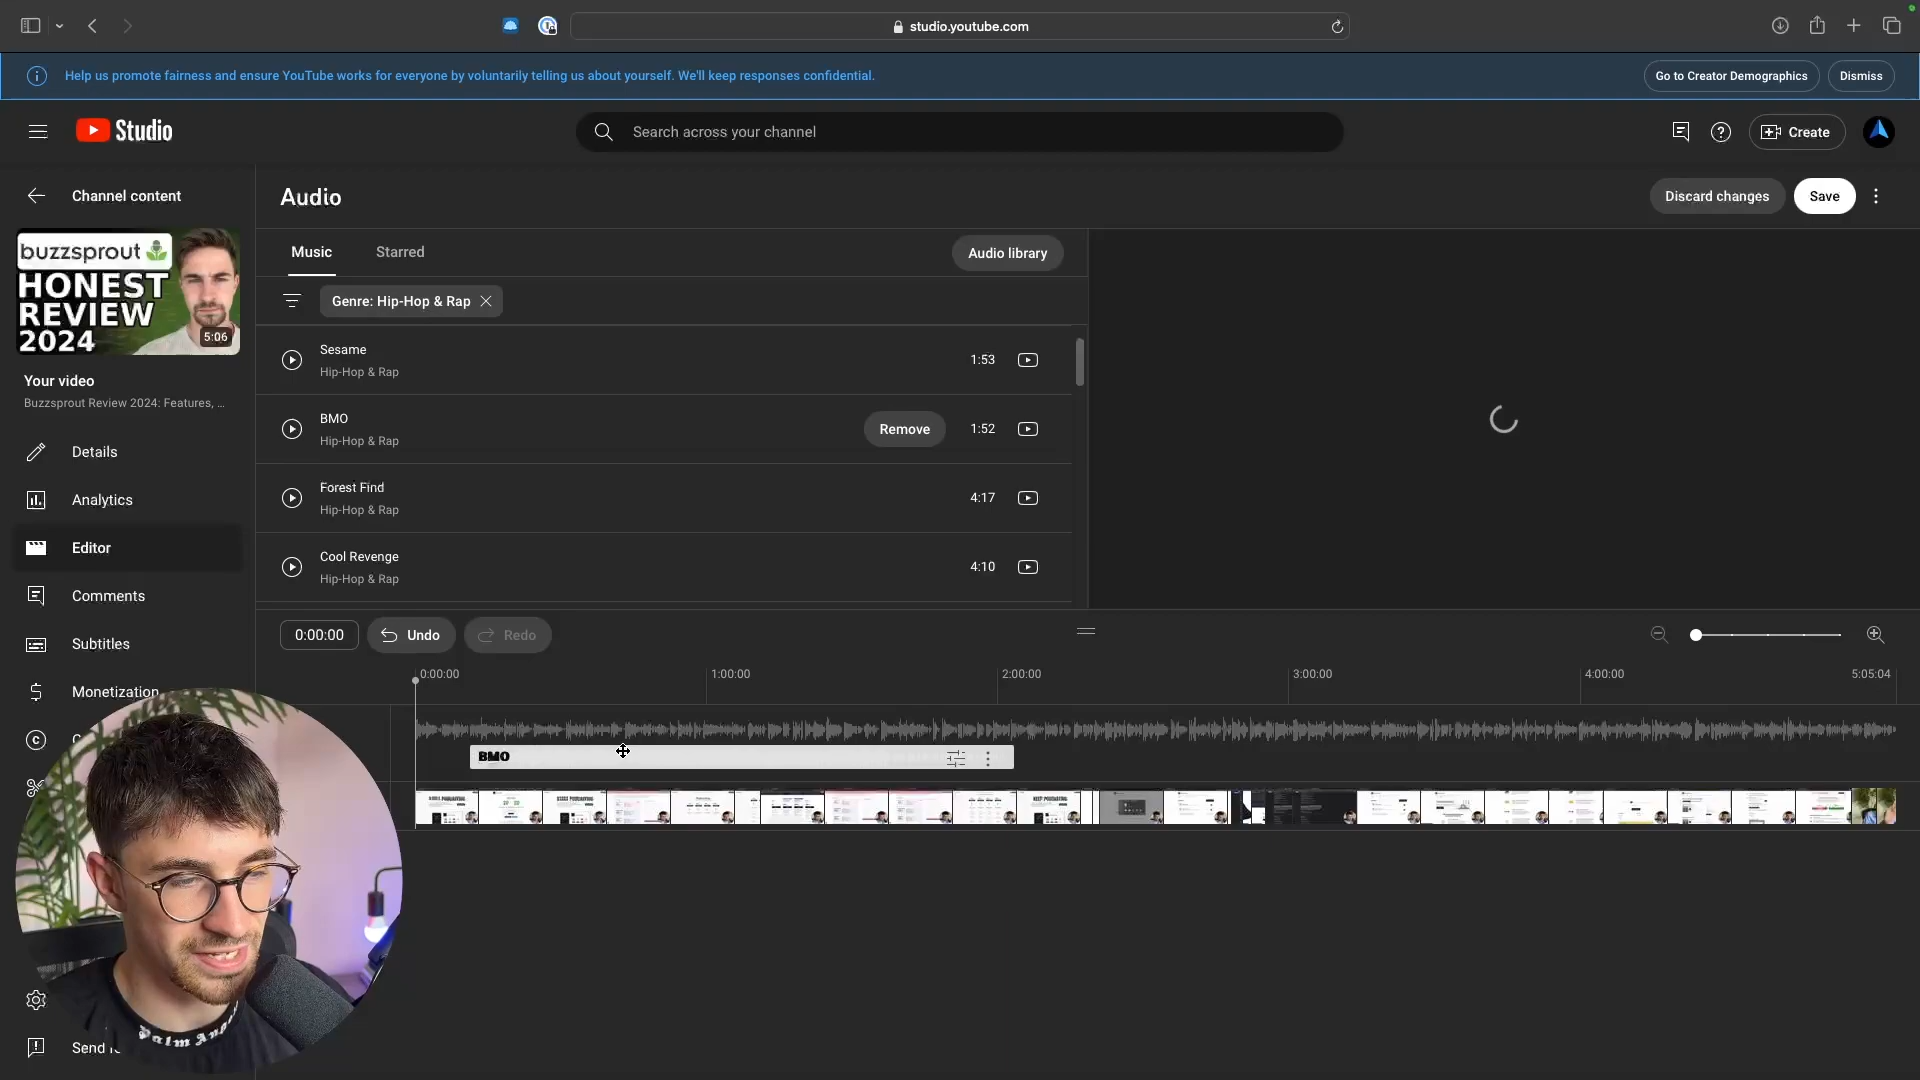 studio.youtube.com
Help us promote fairness and ensure YouTube works for everyone by voluntarily telling us about yourself. We'll keep responses confidential.
Go to Creator Demographics
Dismiss
Studio
Search across your channel
Create
Channel content
Audio
Discard changes
Save
buzzsprout
HONEST
REVIEW
2024
5:06
Music
Starred
Audio library
Genre: Hip-Hop & Rap
Sesame
Hip-Hop & Rap
1:53
BMO
Hip-Hop & Rap
Remove
1:52
Forest Find
Hip-Hop & Rap
4:17
Cool Revenge
Hip-Hop & Rap
4:10
Your video
Buzzsprout Review 2024: Features, ...
Details
Analytics
Editor
Comments
Subtitles
Monetization
Send
0:00:00
Undo
Redo
0:00:00
1:00:00
2:00:00
3:00:00
4:00:00
5:05:04
BMO
Palm Ange